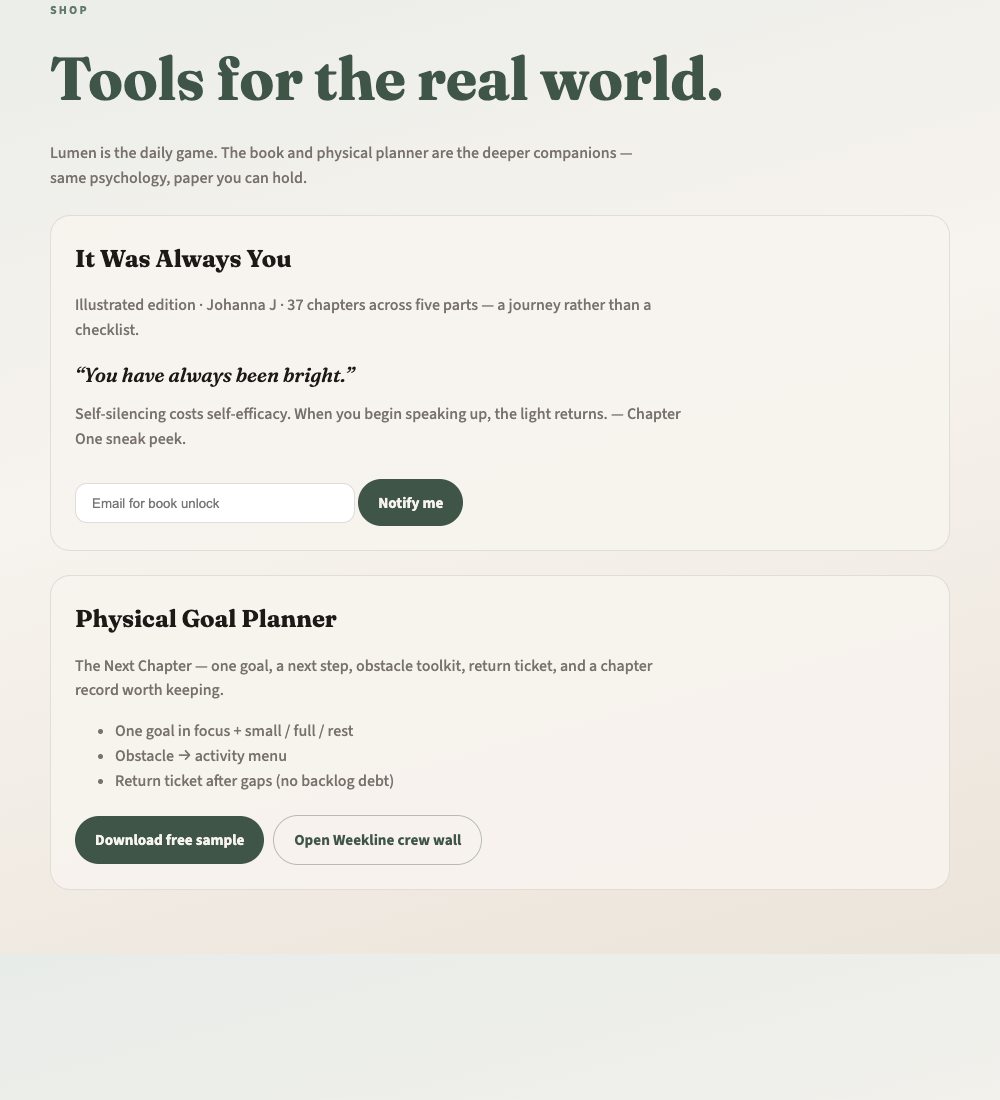 SHOP
Tools for the real world.
Lumen is the daily game. The book and physical planner are the deeper companions —
same psychology, paper you can hold.
It Was Always You
Illustrated edition · Johanna J · 37 chapters across five parts — a journey rather than a
checklist.
“You have always been bright.”
Self-silencing costs self-efficacy. When you begin speaking up, the light returns. — Chapter
One sneak peek.
Email for book unlock
Notify me
Physical Goal Planner
The Next Chapter — one goal, a next step, obstacle toolkit, return ticket, and a chapter
record worth keeping.
• One goal in focus + small / full / rest
• Obstacle → activity menu
• Return ticket after gaps (no backlog debt)
Download free sample
Open Weekline crew wall